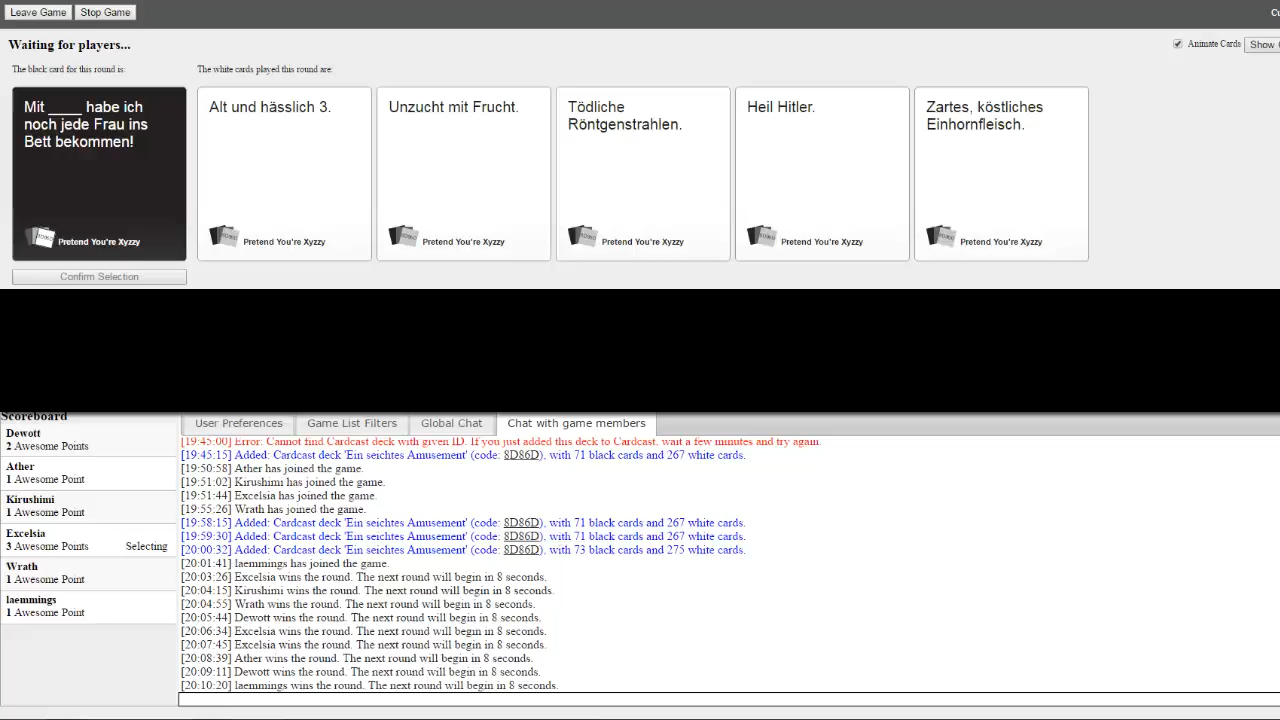 Leave Game Stop Game
Waiting for players...
Animate Cards Show
The black card for this round is:
The white cards played this round are:
Mit ____ habe ich
noch jede Frau ins
Bett bekommen!
Pretend You're Xyzzy
Alt und hässlich 3.
Pretend You're Xyzzy
Unzucht mit Frucht.
Pretend You're Xyzzy
Tödliche
Röntgenstrahlen.
Pretend You're Xyzzy
Heil Hitler.
Pretend You're Xyzzy
Zartes, köstliches
Einhornfleisch.
Pretend You're Xyzzy
Confirm Selection
Scoreboard
Dewott
2 Awesome Points
Ather
1 Awesome Point
Kirushimi
1 Awesome Point
Excelsia
3 Awesome Points Selecting
Wrath
1 Awesome Point
laemmings
1 Awesome Point
User Preferences Game List Filters Global Chat Chat with game members
[19:45:00] Error: Cannot find Cardcast deck with given ID. If you just added this deck to Cardcast, wait a few minutes and try again.
[19:45:15] Added: Cardcast deck 'Ein seichtes Amusement' (code: 8D86D), with 71 black cards and 267 white cards.
[19:50:58] Ather has joined the game.
[19:51:02] Kirushimi has joined the game.
[19:51:44] Excelsia has joined the game.
[19:55:26] Wrath has joined the game.
[19:58:15] Added: Cardcast deck 'Ein seichtes Amusement' (code: 8D86D), with 71 black cards and 267 white cards.
[19:59:30] Added: Cardcast deck 'Ein seichtes Amusement' (code: 8D86D), with 71 black cards and 267 white cards.
[20:00:32] Added: Cardcast deck 'Ein seichtes Amusement' (code: 8D86D), with 73 black cards and 275 white cards.
[20:01:41] laemmings has joined the game.
[20:03:26] Excelsia wins the round. The next round will begin in 8 seconds.
[20:04:15] Kirushimi wins the round. The next round will begin in 8 seconds.
[20:04:55] Wrath wins the round. The next round will begin in 8 seconds.
[20:05:44] Dewott wins the round. The next round will begin in 8 seconds.
[20:06:34] Excelsia wins the round. The next round will begin in 8 seconds.
[20:07:45] Excelsia wins the round. The next round will begin in 8 seconds.
[20:08:39] Ather wins the round. The next round will begin in 8 seconds.
[20:09:11] Dewott wins the round. The next round will begin in 8 seconds.
[20:10:20] laemmings wins the round. The next round will begin in 8 seconds.